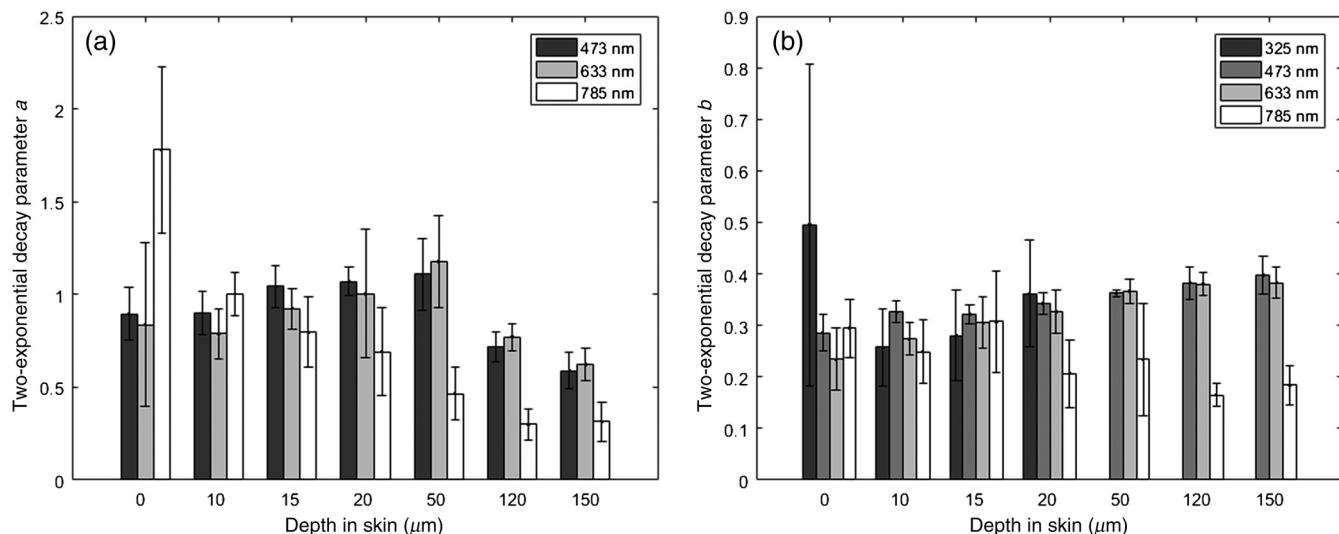 (a)
Two-exponential decay parameter a
2.5
2
1.5
1
0.5
0
473 nm
633 nm
785 nm
0 10 15 20 50 120 150
Depth in skin (μm)
(b)
Two-exponential decay parameter b
0.9
0.8
0.7
0.6
0.5
0.4
0.3
0.2
0.1
0
325 nm
473 nm
633 nm
785 nm
0 10 15 20 50 120 150
Depth in skin (μm)